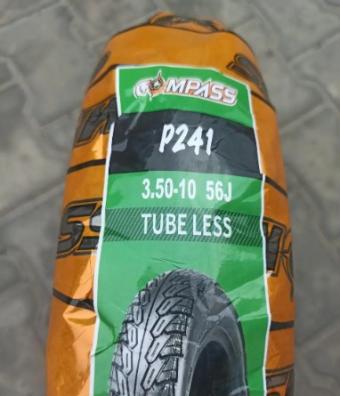 COMPASS
P241
3.50-10 56J
TUBE LESS